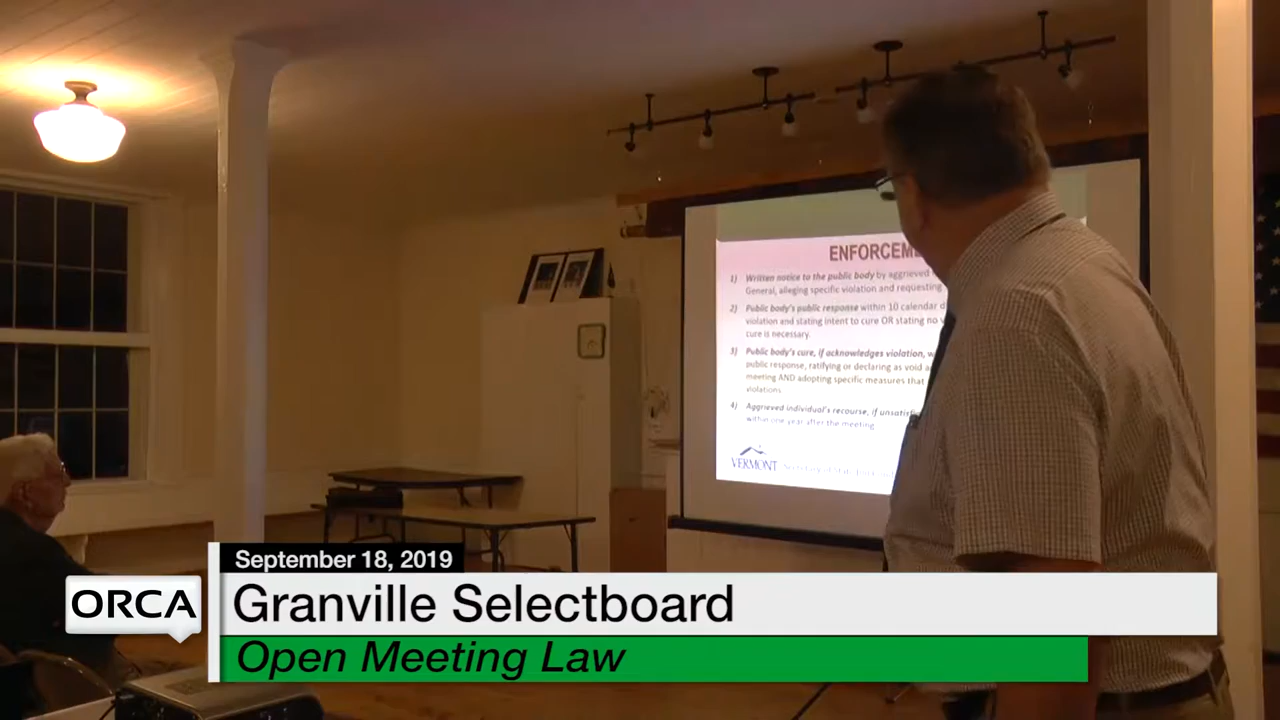 ENFORCEM
1) Written notice to the public body by aggrieved
General, alleging specific violation and requesting
2) Public body's public response within 10 calendar d
violation and stating intent to cure OR stating no v
cure is necessary.
3) Public body's cure, if acknowledges violation, w
public response, ratifying or declaring as void a
meeting AND adopting specific measures that
violations
4) Aggrieved individual's recourse, if unsatisf
within one year after the meeting
VERMONT
September 18, 2019
ORCA
Granville Selectboard
Open Meeting Law